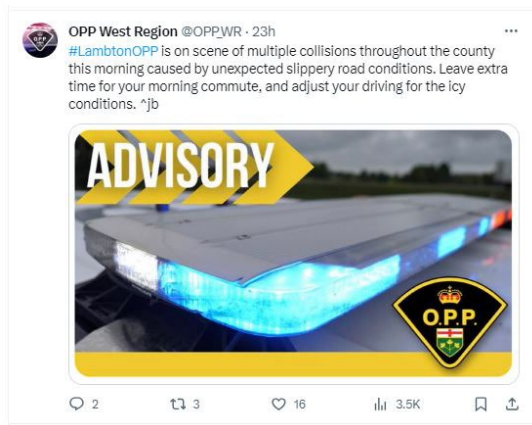 OPP West Region @OPP_WR · 23h
#LambtonOPP is on scene of multiple collisions throughout the county
this morning caused by unexpected slippery road conditions. Leave extra
time for your morning commute, and adjust your driving for the icy
conditions. ^jb
ADVISORY
O.P.P.
2 3 16 3.5K